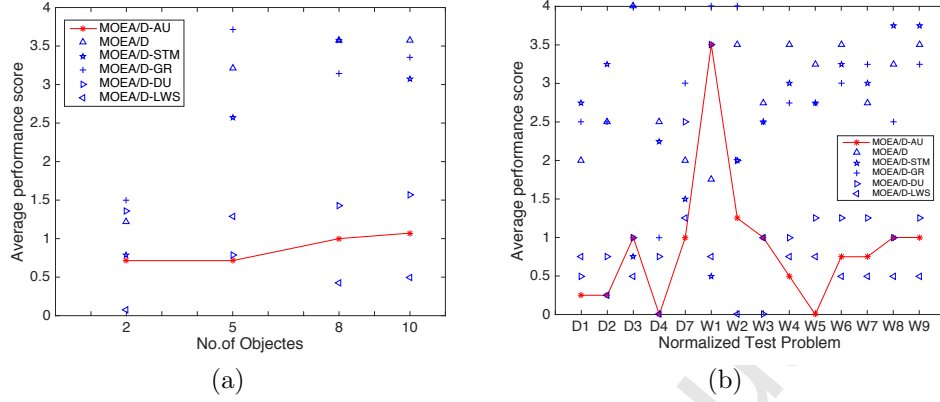 4
3.5
3
2.5
2
1.5
1
0.5
0
Average performance score
MOEA/D-AU
MOEA/D
MOEA/D-STM
MOEA/D-GR
MOEA/D-DU
MOEA/D-LWS
2 5 8 10
No.of Objectes
(a)
4
3.5
3
2.5
2
1.5
1
0.5
0
Average performance score
MOEA/D-AU
MOEA/D
MOEA/D-STM
MOEA/D-GR
MOEA/D-DU
MOEA/D-LWS
D1 D2 D3 D4 D7 W1 W2 W3 W4 W5 W6 W7 W8 W9
Normalized Test Problem
(b)